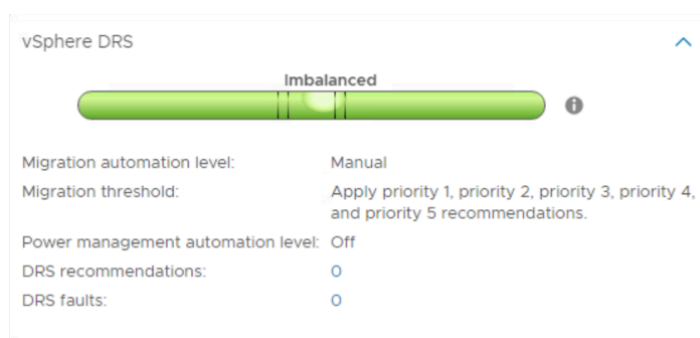 vSphere DRS
Imbalanced
Migration automation level: Manual
Migration threshold: Apply priority 1, priority 2, priority 3, priority 4,
and priority 5 recommendations.
Power management automation level: Off
DRS recommendations: 0
DRS faults: 0